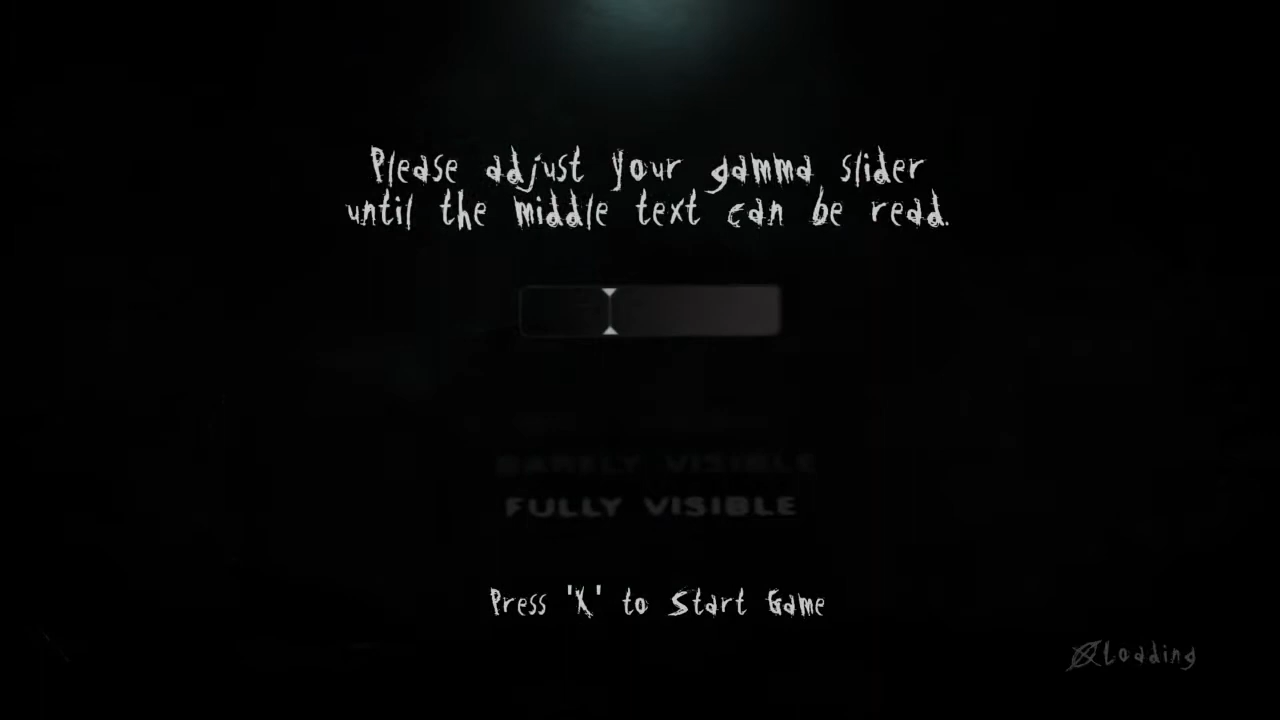 Please adjust your gamma slider
until the middle text can be read.
BARELY VISIBLE
FULLY VISIBLE
Press 'X' to Start Game
Loading